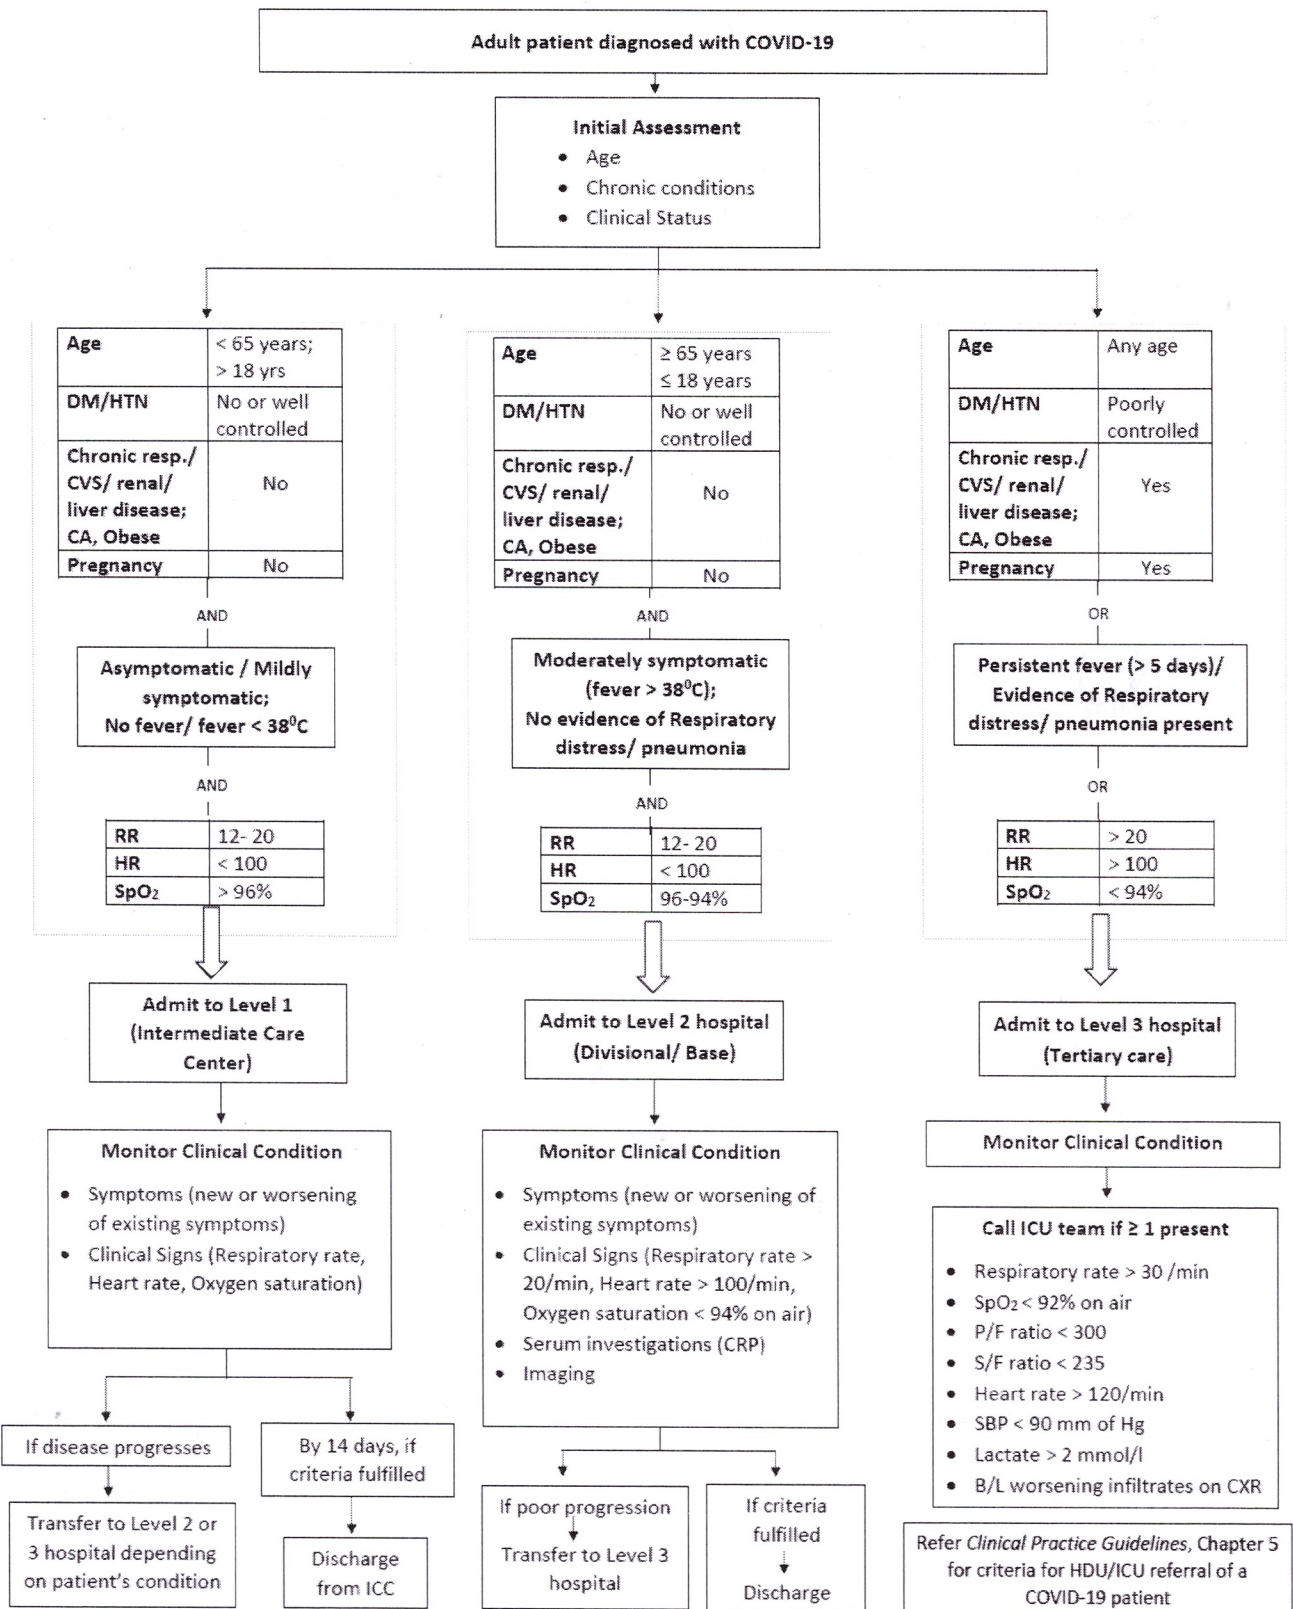 Adult patient diagnosed with COVID-19
Initial Assessment
• Age
• Chronic conditions
• Clinical Status
Age < 65 years;
> 18 yrs
DM/HTN No or well
controlled
Chronic resp./
CVS/ renal/ No
liver disease;
CA, Obese
Pregnancy No
AND
Asymptomatic / Mildly
symptomatic;
No fever/ fever < 38⁰C
AND
RR 12- 20
HR < 100
SpO₂ > 96%
Admit to Level 1
(Intermediate Care
Center)
Monitor Clinical Condition
• Symptoms (new or worsening
of existing symptoms)
• Clinical Signs (Respiratory rate,
Heart rate, Oxygen saturation)
If disease progresses
Transfer to Level 2 or
3 hospital depending
on patient's condition
By 14 days, if
criteria fulfilled
Discharge
from ICC
Age ≥ 65 years
≤ 18 years
DM/HTN No or well
controlled
Chronic resp./
CVS/ renal/ No
liver disease;
CA, Obese
Pregnancy No
AND
Moderately symptomatic
(fever > 38⁰C);
No evidence of Respiratory
distress/ pneumonia
AND
RR 12- 20
HR < 100
SpO₂ 96-94%
Admit to Level 2 hospital
(Divisional/ Base)
Monitor Clinical Condition
• Symptoms (new or worsening of
existing symptoms)
• Clinical Signs (Respiratory rate >
20/min, Heart rate > 100/min,
Oxygen saturation < 94% on air)
• Serum investigations (CRP)
• Imaging
If poor progression
Transfer to Level 3
hospital
If criteria
fulfilled
Discharge
Age Any age
DM/HTN Poorly
controlled
Chronic resp./
CVS/ renal/ Yes
liver disease;
CA, Obese
Pregnancy Yes
OR
Persistent fever (> 5 days)/
Evidence of Respiratory
distress/ pneumonia present
OR
RR > 20
HR > 100
SpO₂ < 94%
Admit to Level 3 hospital
(Tertiary care)
Monitor Clinical Condition
Call ICU team if ≥ 1 present
• Respiratory rate > 30 /min
• SpO₂ < 92% on air
• P/F ratio < 300
• S/F ratio < 235
• Heart rate > 120/min
• SBP < 90 mm of Hg
• Lactate > 2 mmol/l
• B/L worsening infiltrates on CXR
Refer Clinical Practice Guidelines, Chapter 5
for criteria for HDU/ICU referral of a
COVID-19 patient